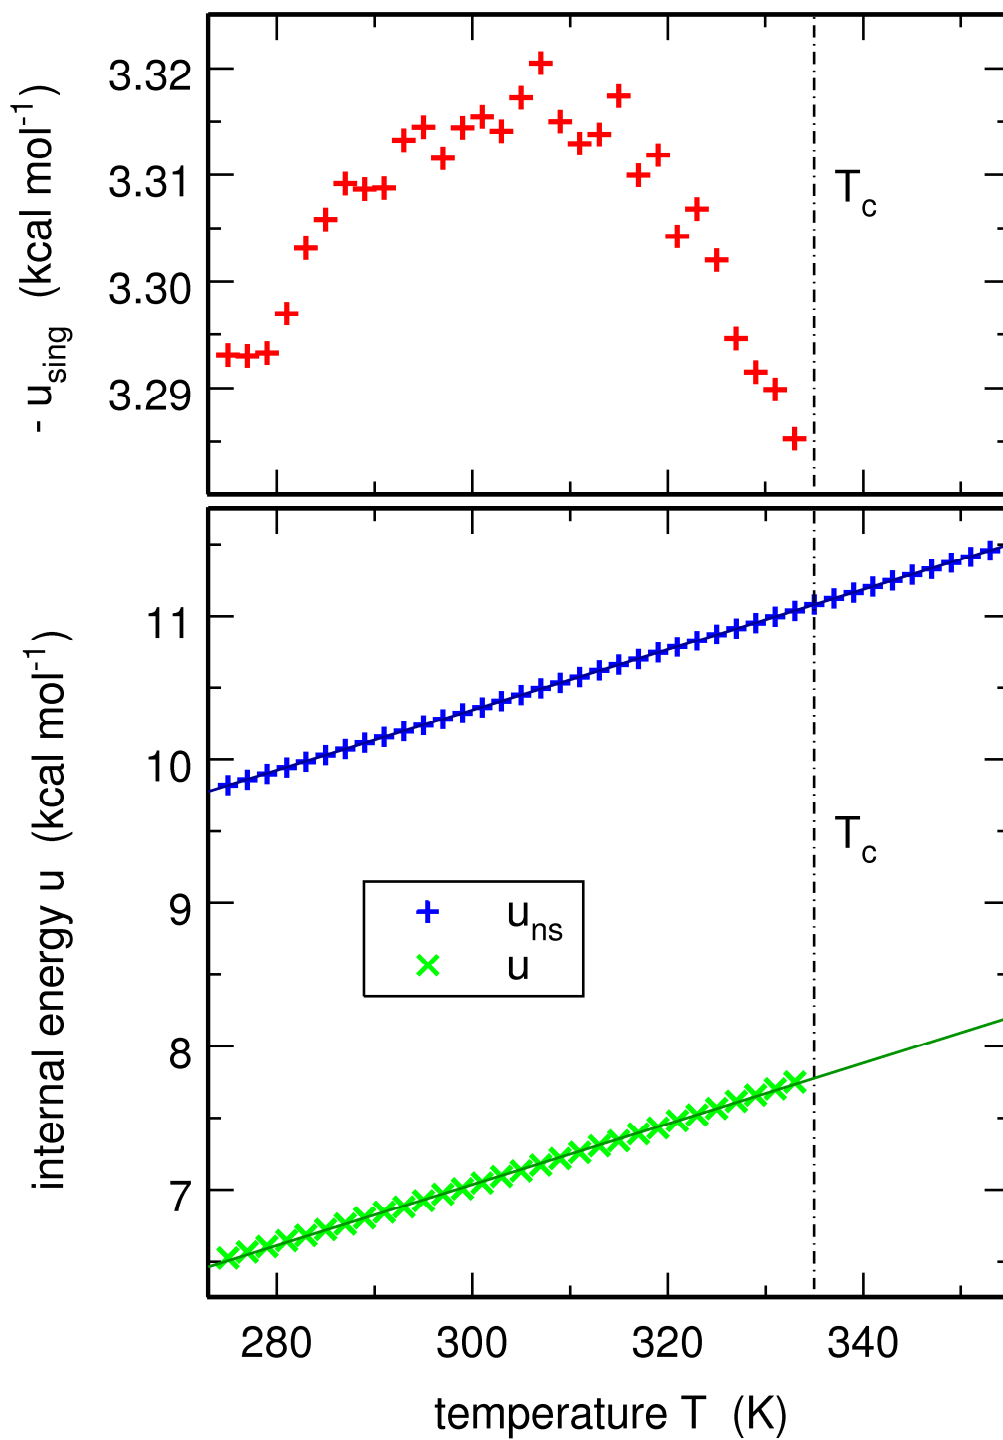 - u_sing (kcal mol^-1)
3.32
3.31
3.30
3.29
T_c
internal energy u (kcal mol^-1)
11
10
9
8
7
T_c
u_ns
u
280 300 320 340
temperature T (K)